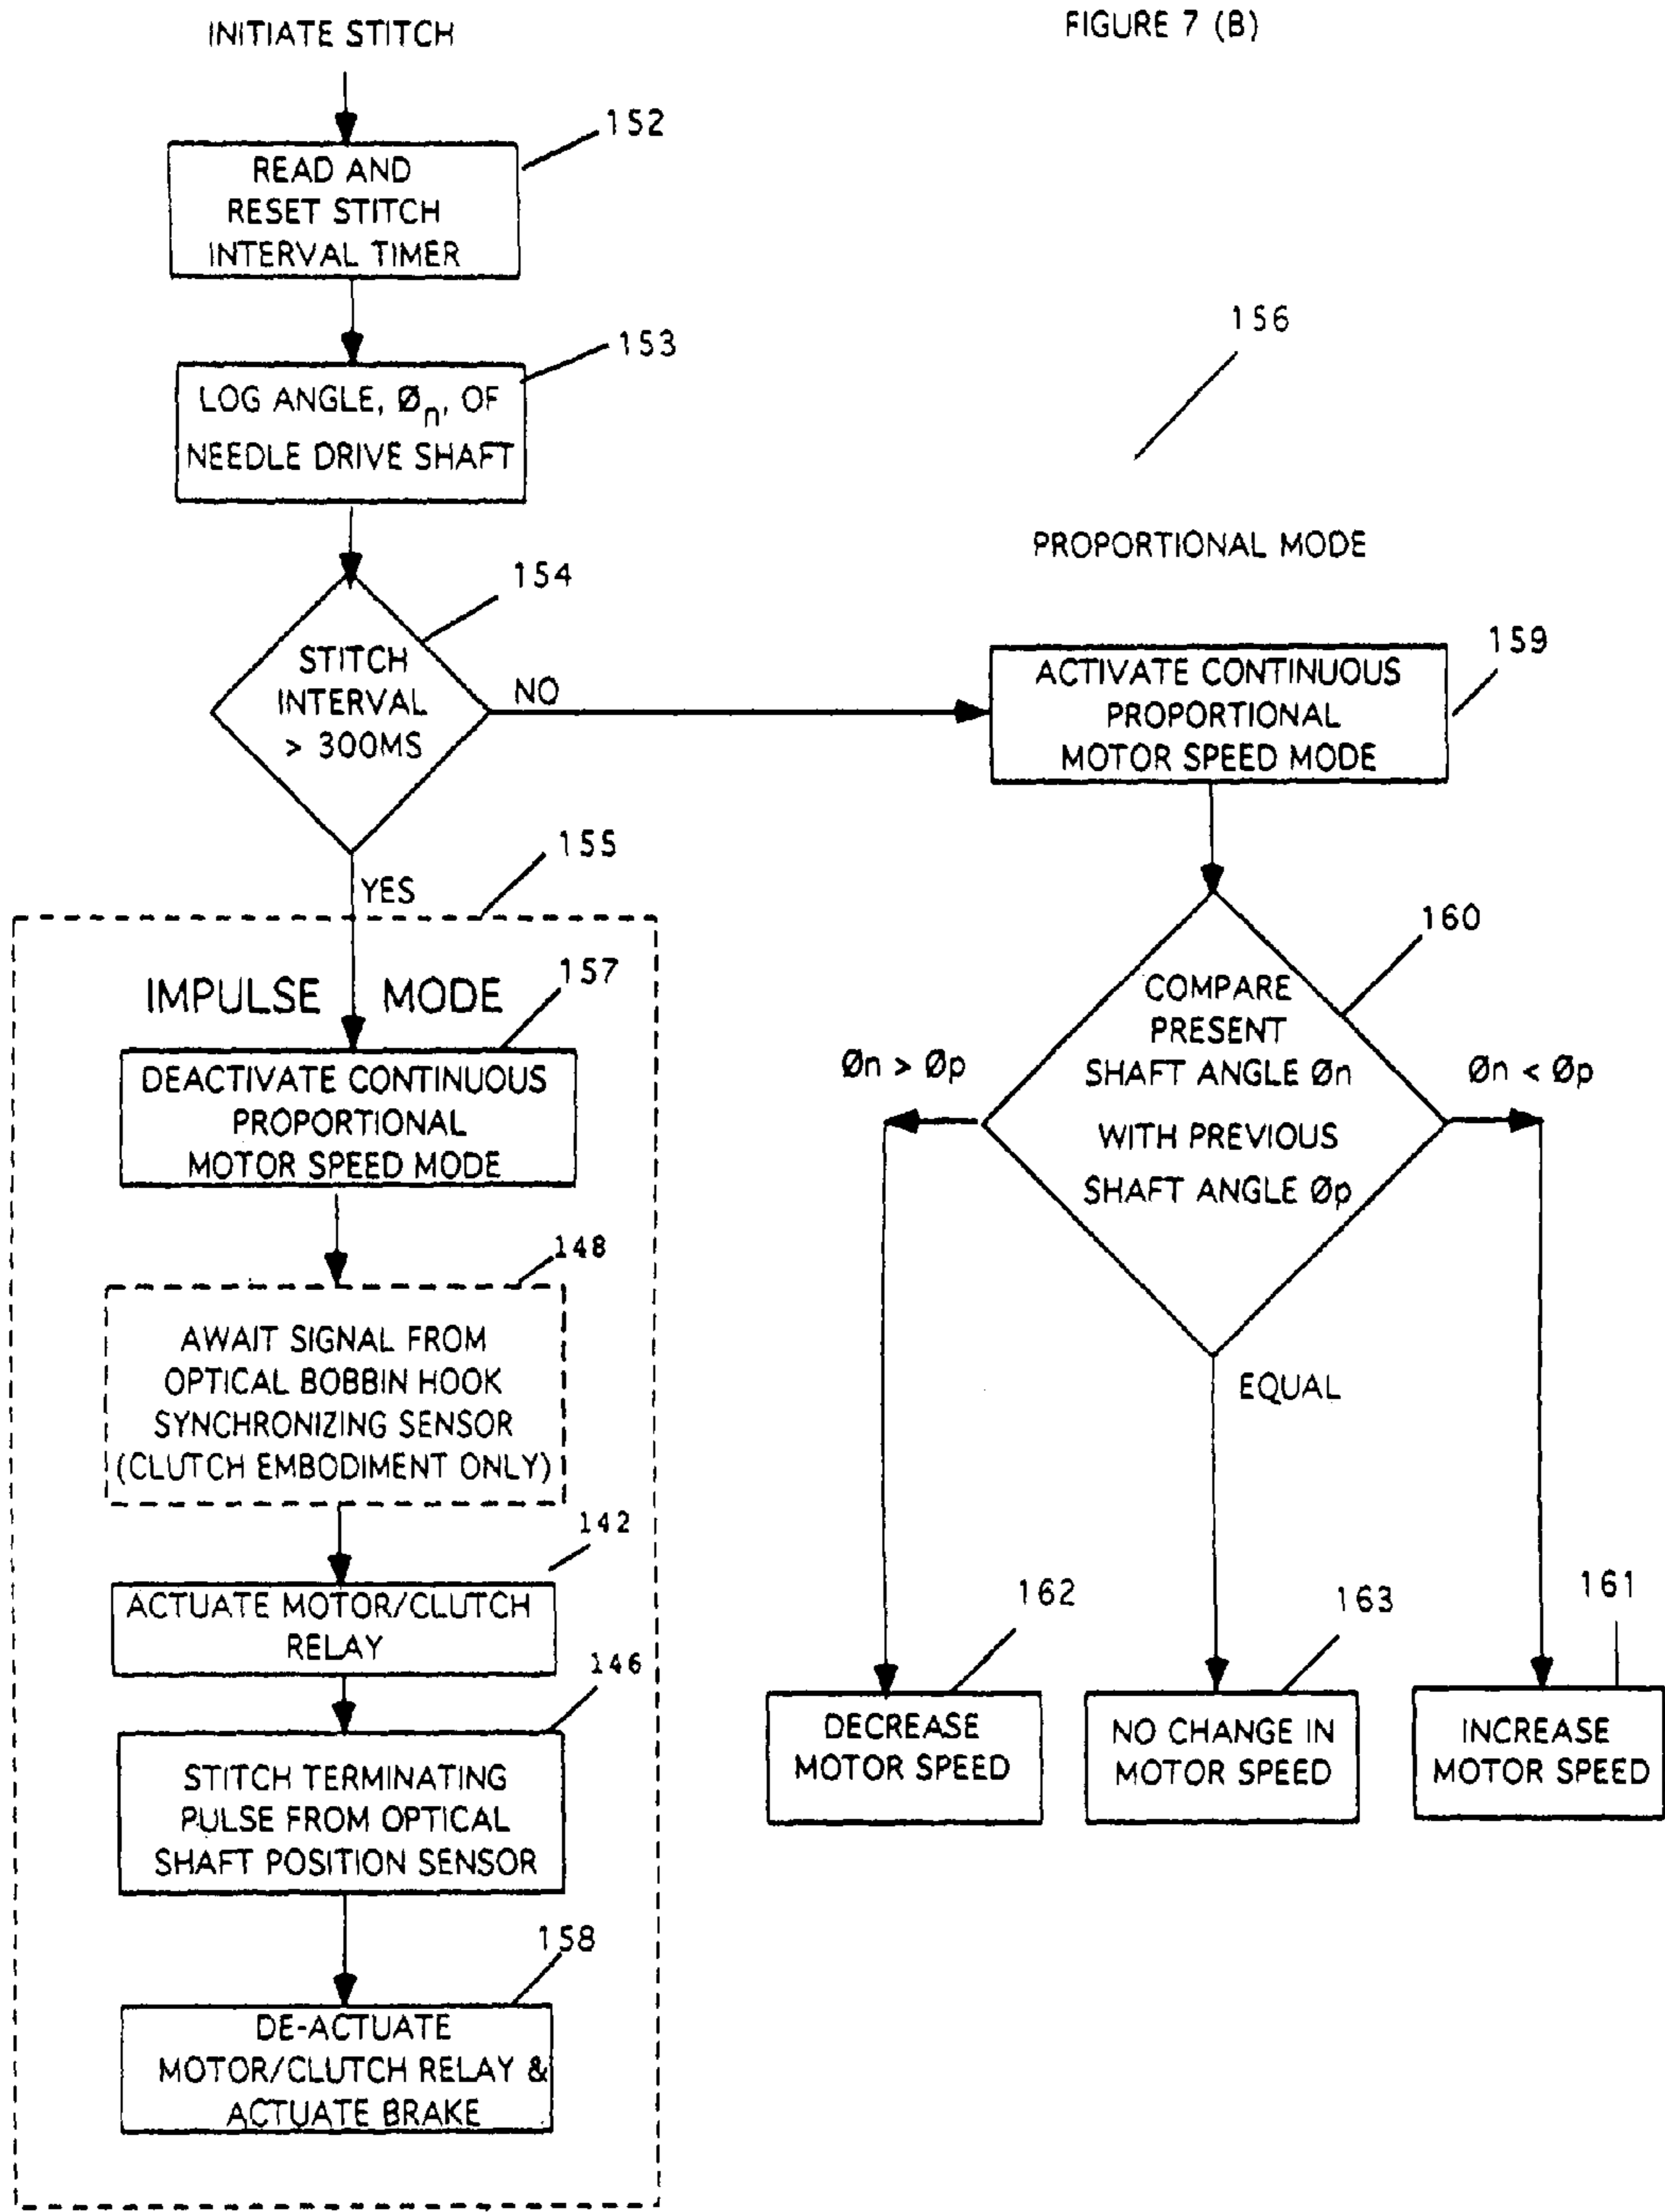 FIGURE 7 (B)
INITIATE STITCH
152
READ AND
RESET STITCH
INTERVAL TIMER
153
LOG ANGLE, Øn, OF
NEEDLE DRIVE SHAFT
154
STITCH
INTERVAL
> 300MS
NO
YES
155
IMPULSE MODE
157
DEACTIVATE CONTINUOUS
PROPORTIONAL
MOTOR SPEED MODE
148
AWAIT SIGNAL FROM
OPTICAL BOBBIN HOOK
SYNCHRONIZING SENSOR
(CLUTCH EMBODIMENT ONLY)
142
ACTUATE MOTOR/CLUTCH
RELAY
146
STITCH TERMINATING
PULSE FROM OPTICAL
SHAFT POSITION SENSOR
158
DE-ACTUATE
MOTOR/CLUTCH RELAY &
ACTUATE BRAKE
156
PROPORTIONAL MODE
159
ACTIVATE CONTINUOUS
PROPORTIONAL
MOTOR SPEED MODE
160
COMPARE
PRESENT
SHAFT ANGLE Øn
WITH PREVIOUS
SHAFT ANGLE Øp
Øn > Øp
Øn < Øp
EQUAL
162
DECREASE
MOTOR SPEED
163
NO CHANGE IN
MOTOR SPEED
161
INCREASE
MOTOR SPEED